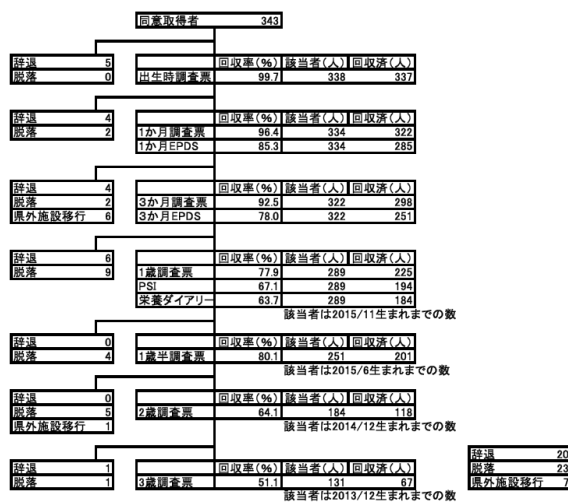 同意取得者 343
辞退 5
脱落 0
回収率(%) 該当者(人) 回収済(人)
出生時調査票 99.7 338 337
辞退 4
脱落 2
回収率(%) 該当者(人) 回収済(人)
1か月調査票 96.4 334 322
1か月EPDS 85.3 334 285
辞退 4
脱落 2
県外施設移行 6
回収率(%) 該当者(人) 回収済(人)
3か月調査票 92.5 322 298
3か月EPDS 78.0 322 251
辞退 6
脱落 9
回収率(%) 該当者(人) 回収済(人)
1歳調査票 77.9 289 225
PSI 67.1 289 194
栄養ダイアリー 63.7 289 184
該当者は2015/11生まれまでの数
辞退 0
脱落 4
回収率(%) 該当者(人) 回収済(人)
1歳半調査票 80.1 251 201
該当者は2015/6生まれまでの数
辞退 0
脱落 5
県外施設移行 1
回収率(%) 該当者(人) 回収済(人)
2歳調査票 64.1 184 118
該当者は2014/12生まれまでの数
辞退 1
脱落 1
回収率(%) 該当者(人) 回収済(人)
3歳調査票 51.1 131 67
該当者は2013/12生まれまでの数
辞退 20
脱落 23
県外施設移行 7